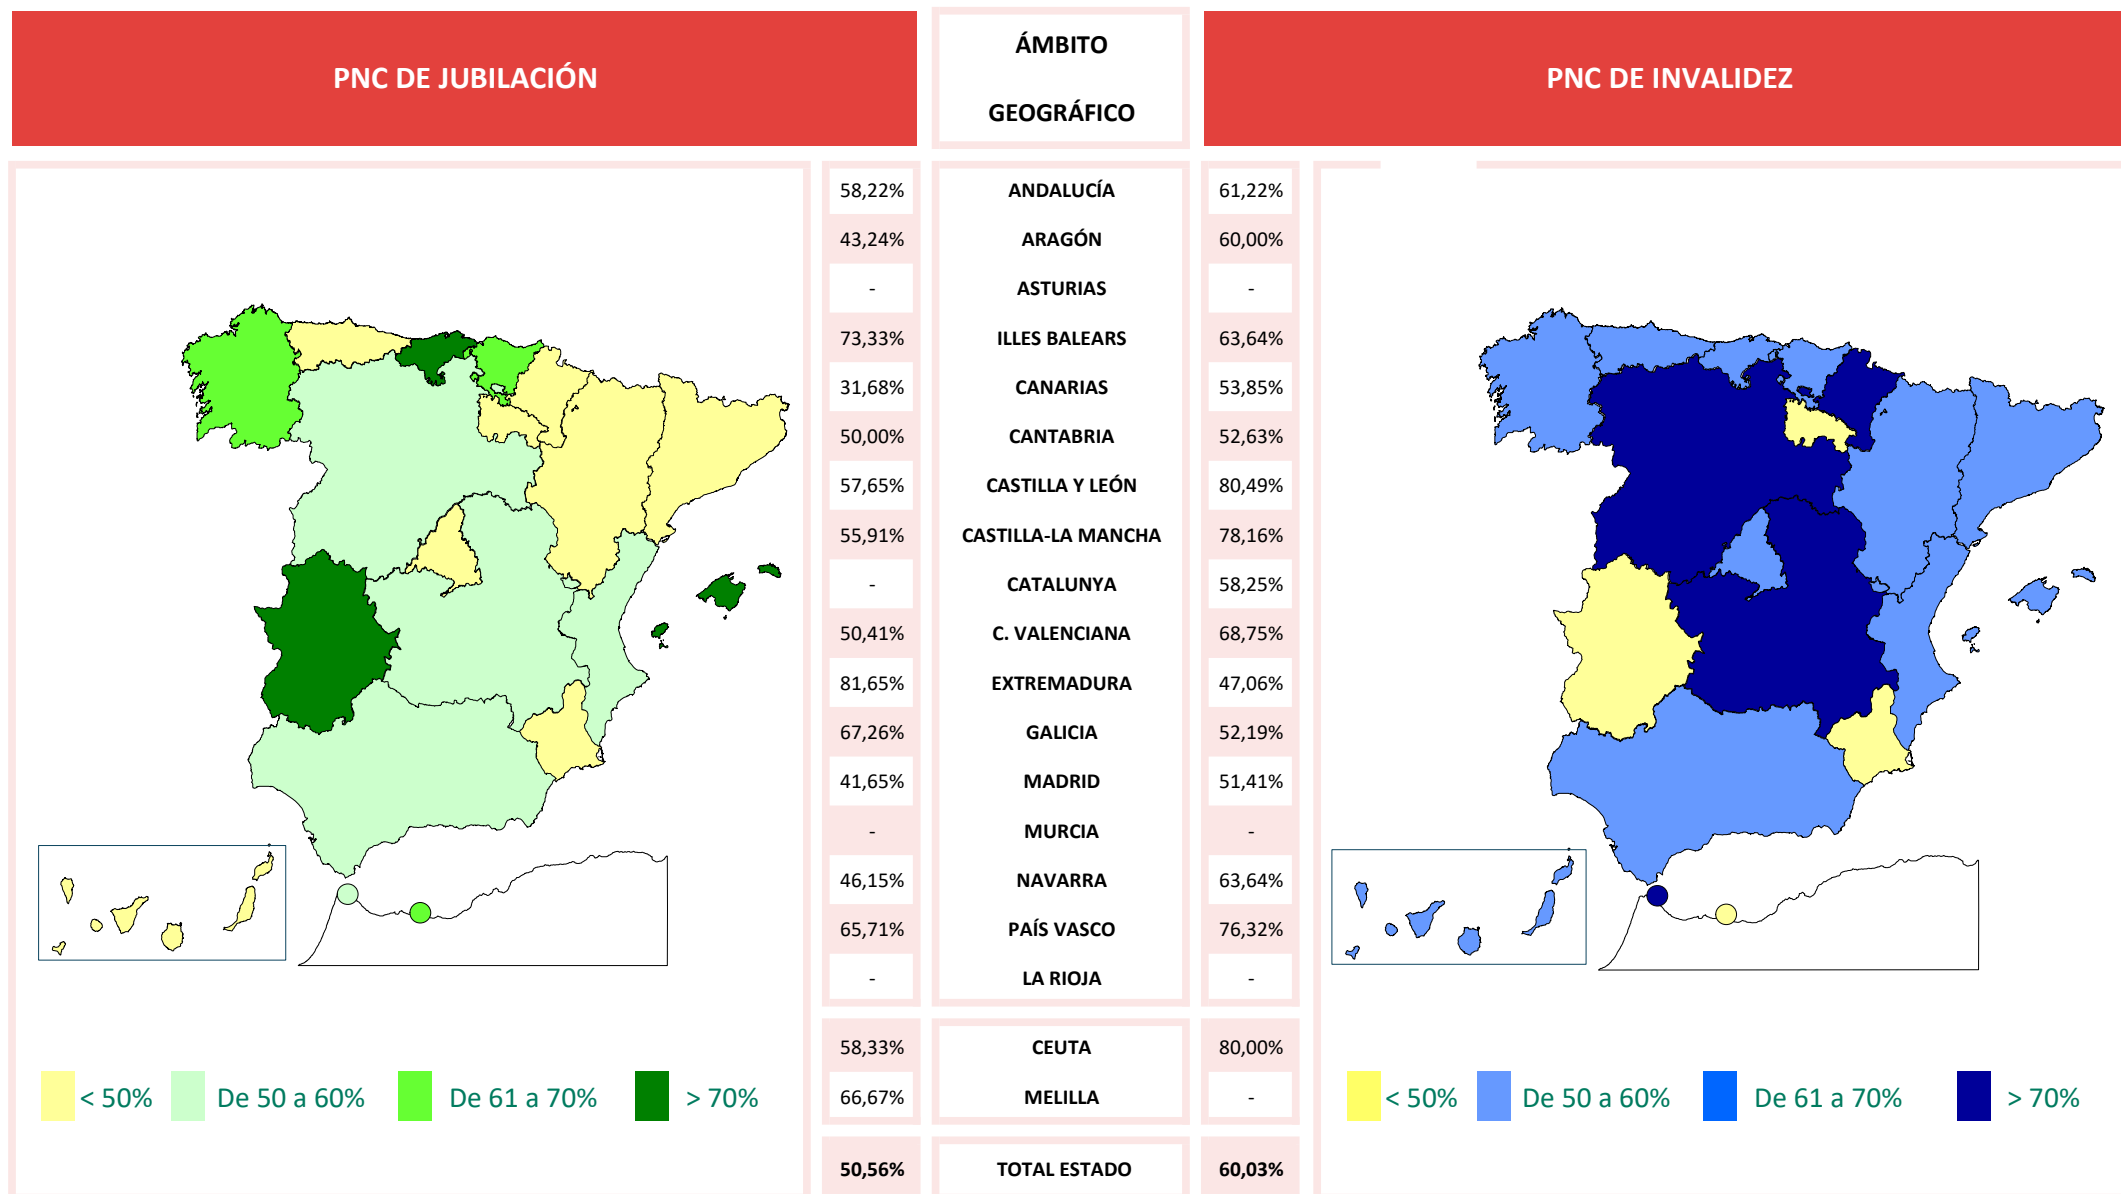 PNC DE JUBILACIÓN
ÁMBITO
GEOGRÁFICO
PNC DE INVALIDEZ
58,22% ANDALUCÍA 61,22%
43,24% ARAGÓN 60,00%
- ASTURIAS -
73,33% ILLES BALEARS 63,64%
31,68% CANARIAS 53,85%
50,00% CANTABRIA 52,63%
57,65% CASTILLA Y LEÓN 80,49%
55,91% CASTILLA-LA MANCHA 78,16%
- CATALUNYA 58,25%
50,41% C. VALENCIANA 68,75%
81,65% EXTREMADURA 47,06%
67,26% GALICIA 52,19%
41,65% MADRID 51,41%
- MURCIA -
46,15% NAVARRA 63,64%
65,71% PAÍS VASCO 76,32%
- LA RIOJA -
58,33% CEUTA 80,00%
66,67% MELILLA -
50,56% TOTAL ESTADO 60,03%
< 50% De 50 a 60% De 61 a 70% > 70%
< 50% De 50 a 60% De 61 a 70% > 70%